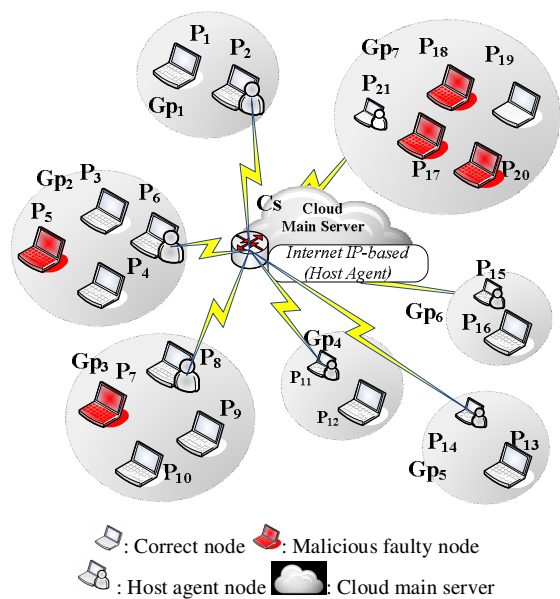 P1
P2
Gp1
Gp7
P18
P19
P21
P17
P20
Gp2
P3
P6
P5
P4
Cs
Cloud
Main Server
Internet IP-based
(Host Agent)
P15
Gp6
P16
Gp3
P7
P8
P9
P10
Gp4
P11
P12
P14
P13
Gp5
: Correct node : Malicious faulty node
: Host agent node : Cloud main server